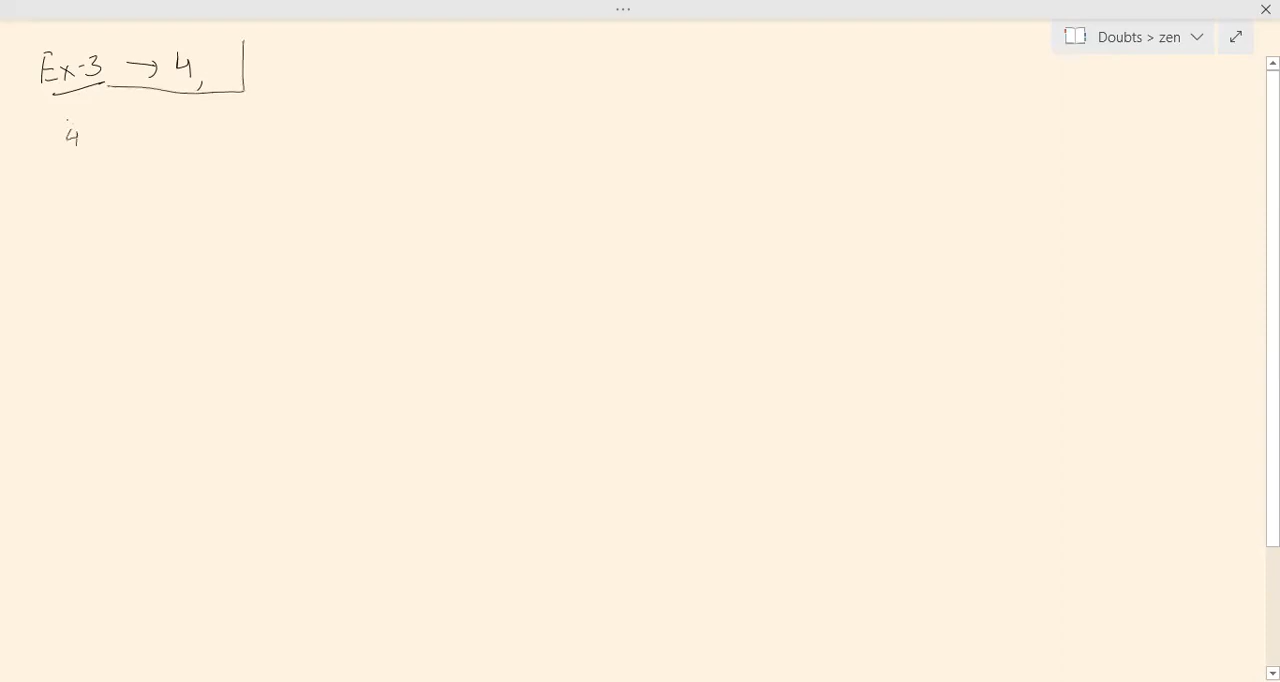 ...
Doubts > zen
Ex-3 → 4,
4